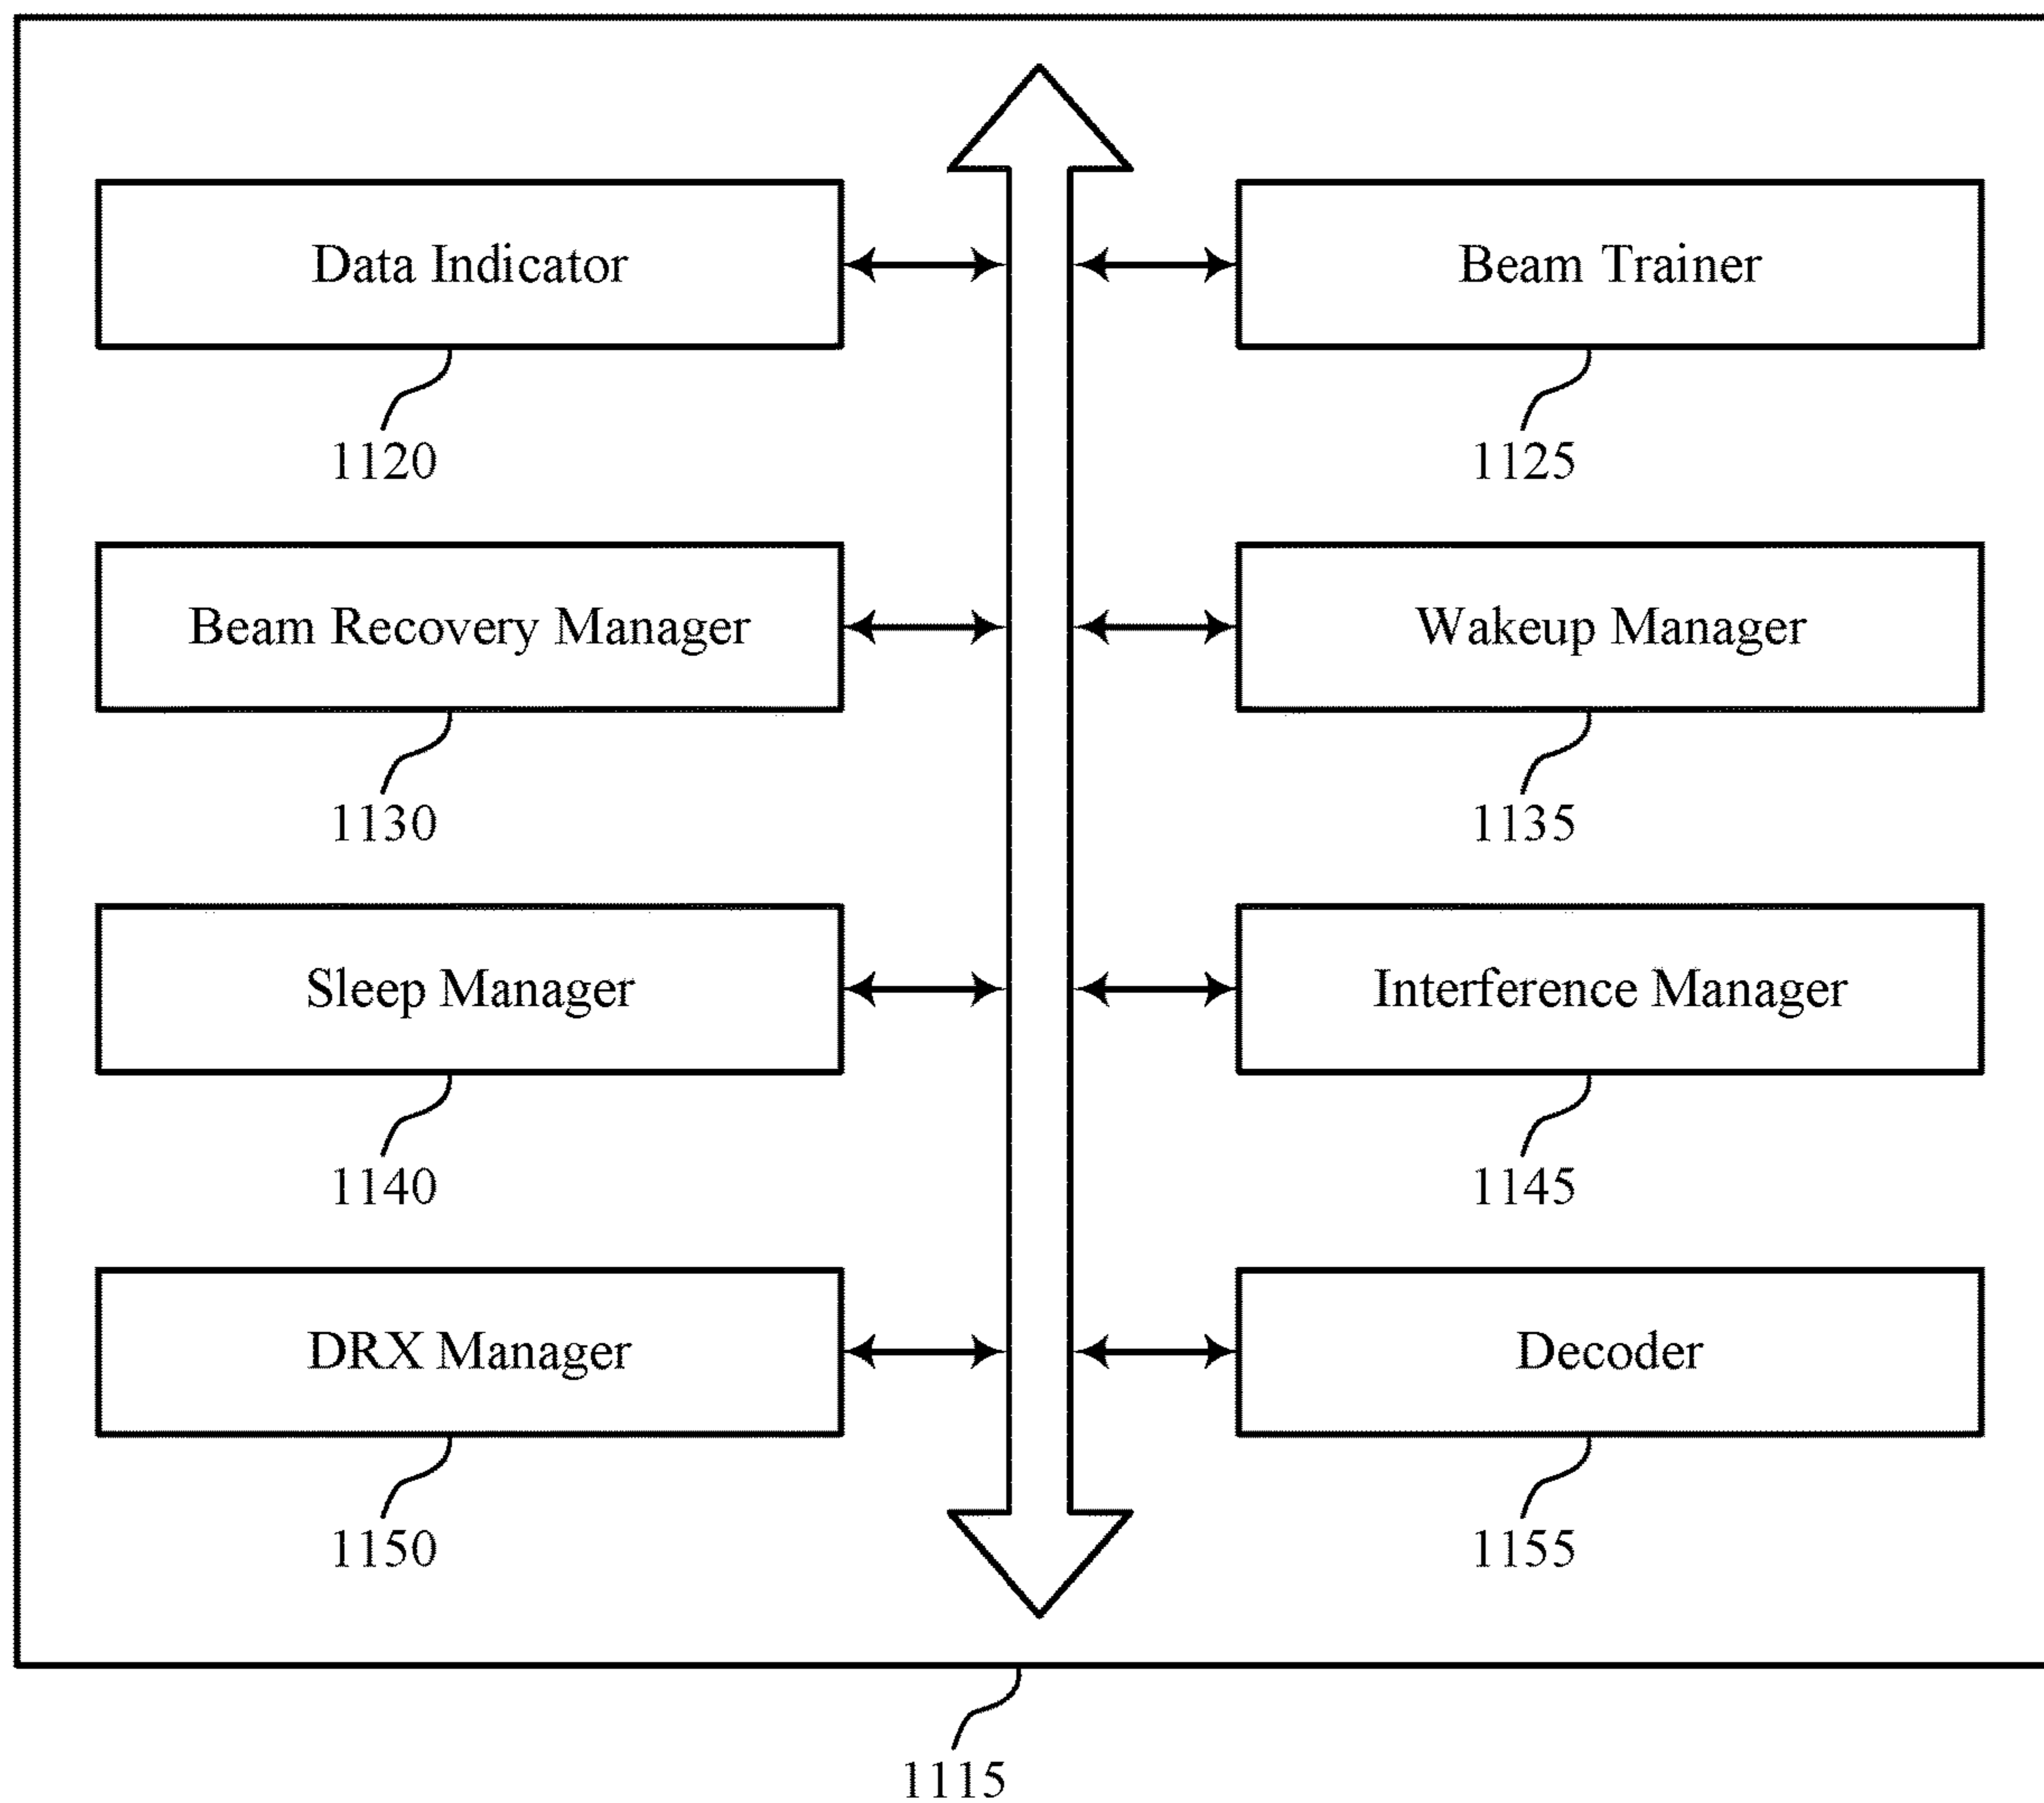 Data Indicator
Beam Trainer
1120
1125
Beam Recovery Manager
Wakeup Manager
1130
1135
Sleep Manager
Interference Manager
1140
1145
DRX Manager
Decoder
1150
1155
1115